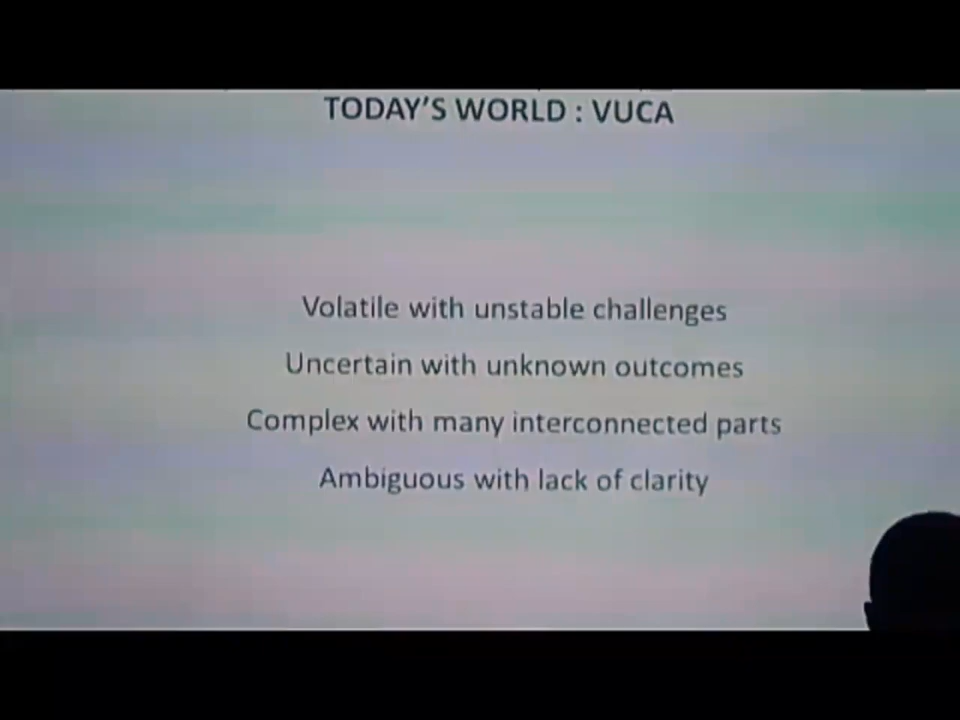 TODAY'S WORLD : VUCA
Volatile with unstable challenges
Uncertain with unknown outcomes
Complex with many interconnected parts
Ambiguous with lack of clarity